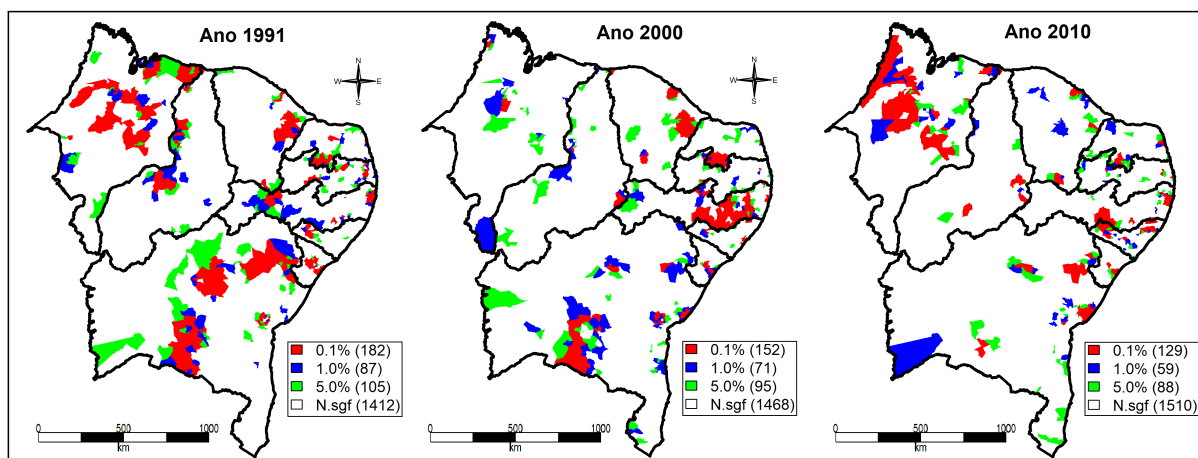 Ano 1991
N
W E
S
0.1% (182)
1.0% (87)
5.0% (105)
N.sgf (1412)
0 500 1000
km
Ano 2000
N
W E
S
0.1% (152)
1.0% (71)
5.0% (95)
N.sgf (1468)
0 500 1000
km
Ano 2010
0.1% (129)
1.0% (59)
5.0% (88)
N.sgf (1510)
0 500 1000
km